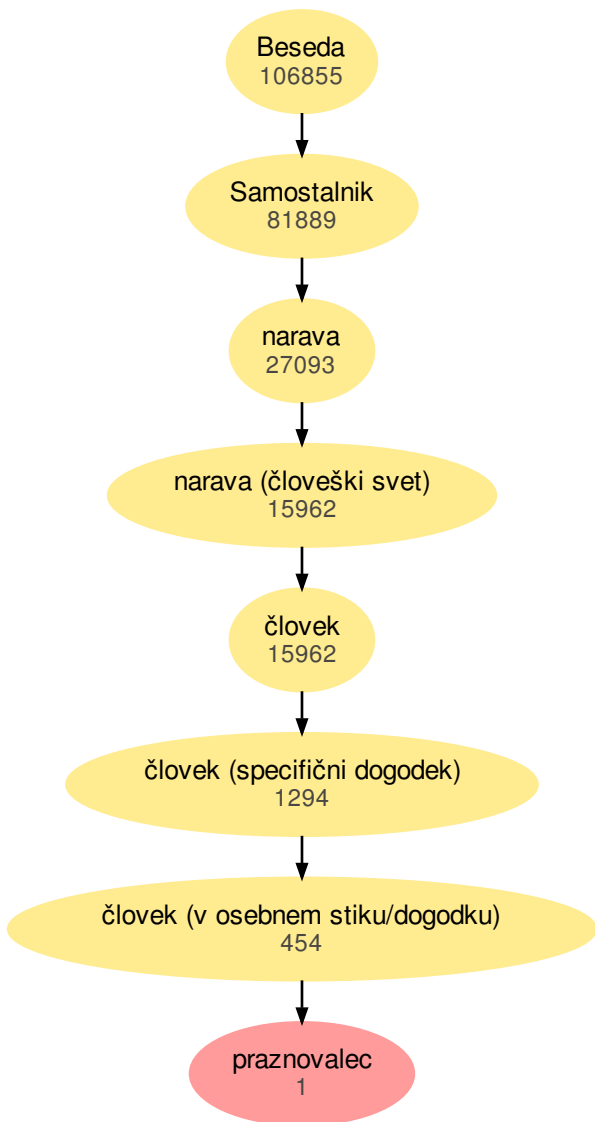 Beseda
106855
Samostalnik
81889
narava
27093
narava (človeški svet)
15962
človek
15962
človek (specifični dogodek)
1294
človek (v osebnem stiku/dogodku)
454
praznovalec
1